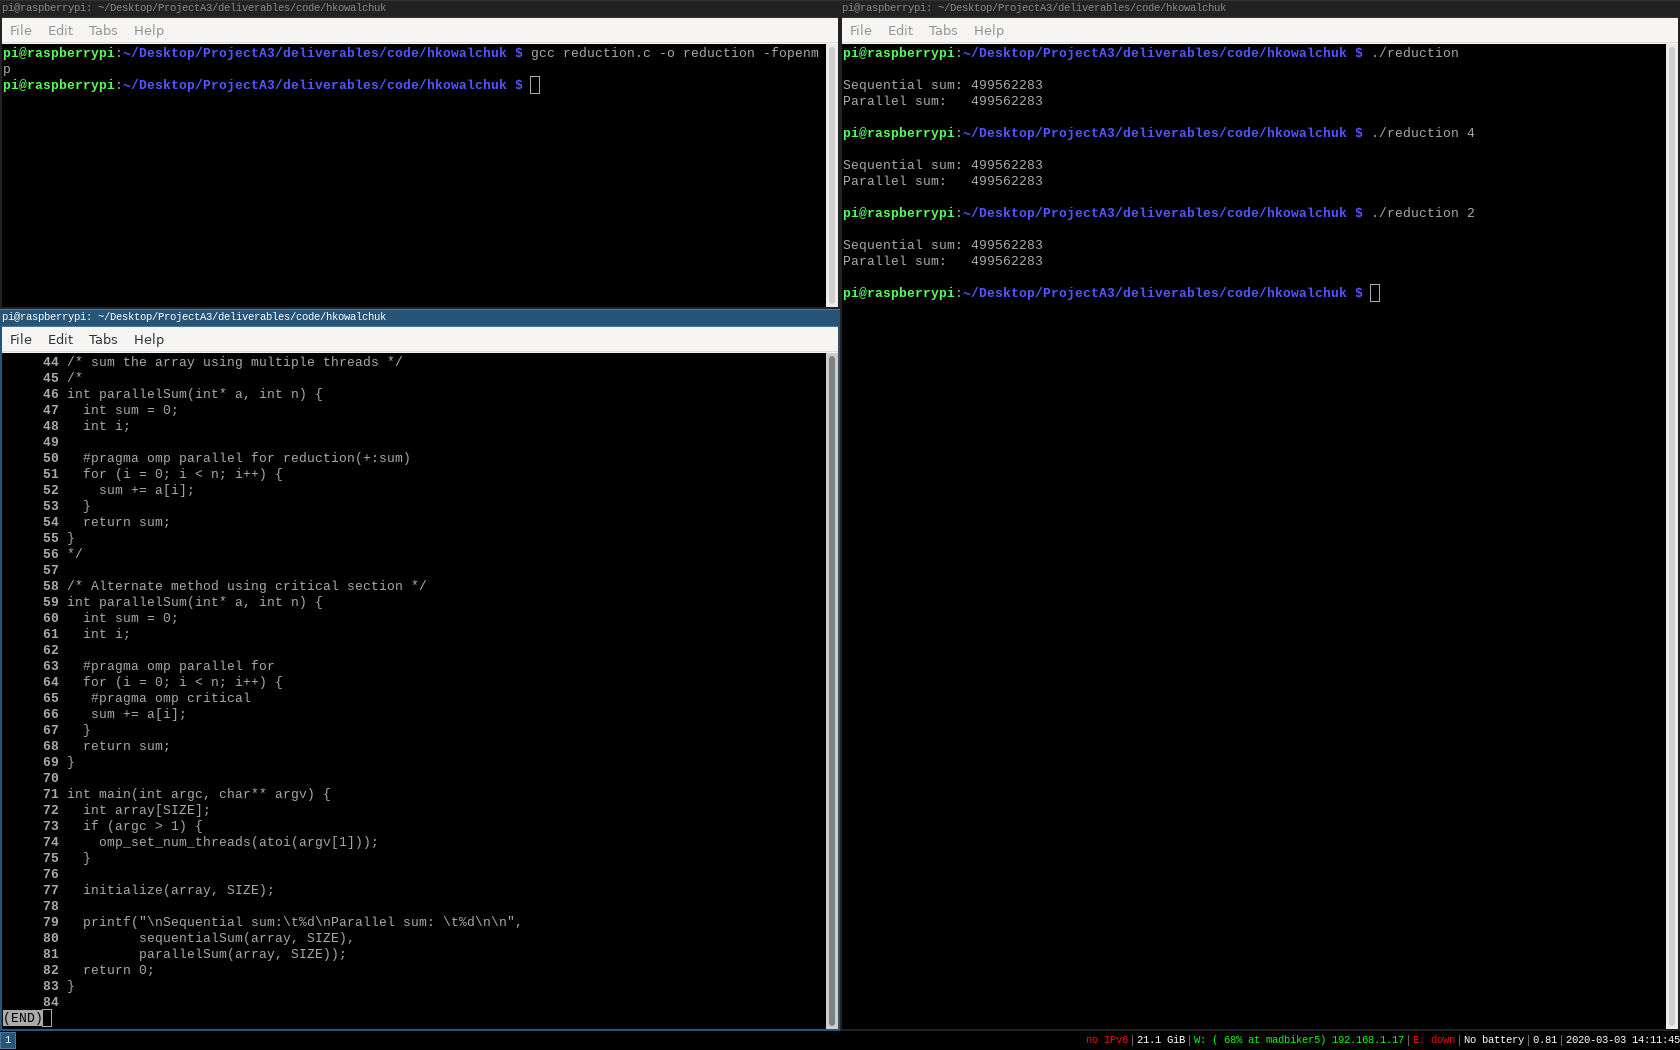 pi@raspberrypi: ~/Desktop/ProjectA3/deliverables/code/hkowalchuk
File Edit Tabs Help
pi@raspberrypi:~/Desktop/ProjectA3/deliverables/code/hkowalchuk $ gcc reduction.c -o reduction -fopenm
p
pi@raspberrypi:~/Desktop/ProjectA3/deliverables/code/hkowalchuk $
pi@raspberrypi: ~/Desktop/ProjectA3/deliverables/code/hkowalchuk
File Edit Tabs Help
44 /* sum the array using multiple threads */
45 /*
46 int parallelSum(int* a, int n) {
47   int sum = 0;
48   int i;
49
50   #pragma omp parallel for reduction(+:sum)
51   for (i = 0; i < n; i++) {
52     sum += a[i];
53   }
54   return sum;
55 }
56 */
57
58 /* Alternate method using critical section */
59 int parallelSum(int* a, int n) {
60   int sum = 0;
61   int i;
62
63   #pragma omp parallel for
64   for (i = 0; i < n; i++) {
65    #pragma omp critical
66    sum += a[i];
67   }
68   return sum;
69 }
70
71 int main(int argc, char** argv) {
72   int array[SIZE];
73   if (argc > 1) {
74     omp_set_num_threads(atoi(argv[1]));
75   }
76
77   initialize(array, SIZE);
78
79   printf("\nSequential sum:\t%d\nParallel sum: \t%d\n\n",
80          sequentialSum(array, SIZE),
81          parallelSum(array, SIZE));
82   return 0;
83 }
84
(END)
pi@raspberrypi: ~/Desktop/ProjectA3/deliverables/code/hkowalchuk
File Edit Tabs Help
pi@raspberrypi:~/Desktop/ProjectA3/deliverables/code/hkowalchuk $ ./reduction
Sequential sum: 499562283
Parallel sum:   499562283
pi@raspberrypi:~/Desktop/ProjectA3/deliverables/code/hkowalchuk $ ./reduction 4
Sequential sum: 499562283
Parallel sum:   499562283
pi@raspberrypi:~/Desktop/ProjectA3/deliverables/code/hkowalchuk $ ./reduction 2
Sequential sum: 499562283
Parallel sum:   499562283
pi@raspberrypi:~/Desktop/ProjectA3/deliverables/code/hkowalchuk $
1
no IPv6|21.1 GiB|W: ( 68% at madbiker5) 192.168.1.17|E: down|No battery|0.81|2020-03-03 14:11:45